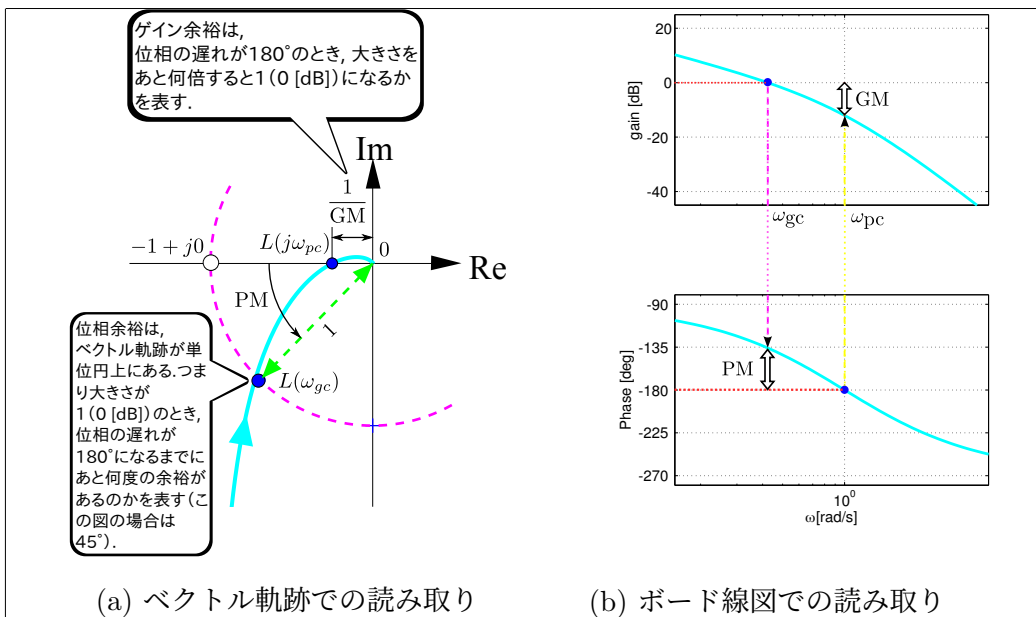 ゲイン余裕は,
位相の遅れが180°のとき, 大きさを
あと何倍すると1(0 [dB])になるか
を表す.
Im
1
GM
−1 + j0
L(jωpc)
0
Re
PM
1
L(ωgc)
位相余裕は,
ベクトル軌跡が単
位円上にある.つま
り大きさが
1(0 [dB])のとき,
位相の遅れが
180°になるまでに
あと何度の余裕が
あるのかを表す(こ
の図の場合は
45°).
(a) ベクトル軌跡での読み取り
20
0
-20
-40
gain [dB]
GM
ωgc
ωpc
-90
-135
-180
-225
-270
Phase [deg]
PM
10⁰
ω[rad/s]
(b) ボード線図での読み取り